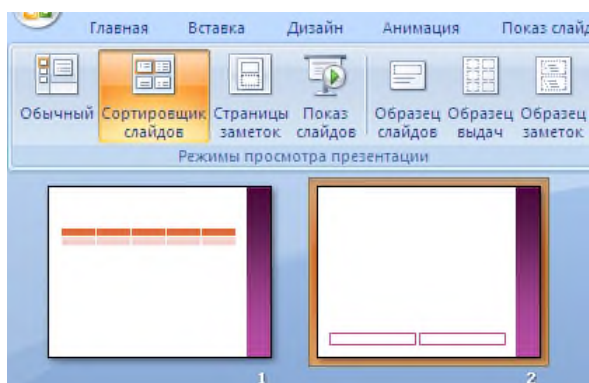 Главная Вставка Дизайн Анимация Показ слайд
Обычный Сортировщик слайдов Страницы заметок Показ слайдов Образец слайдов Образец выдач Образец заметок
Режимы просмотра презентации
1 2